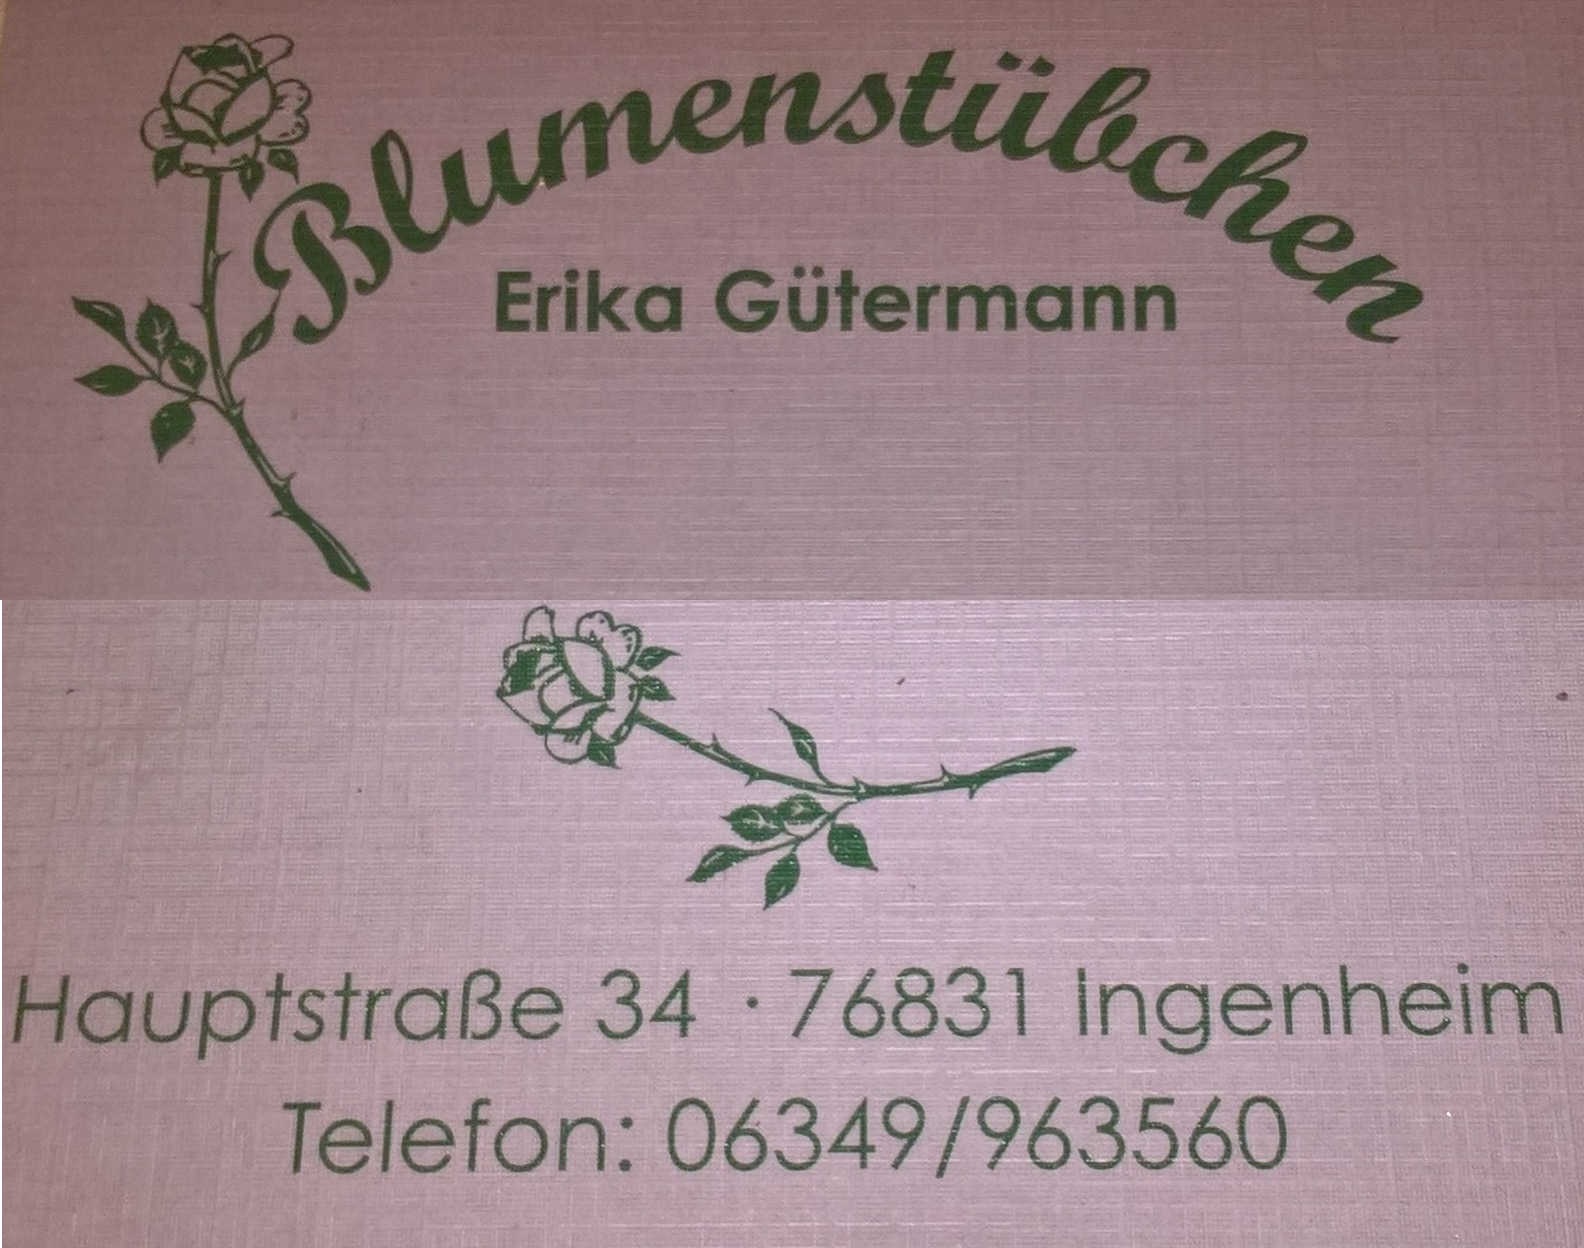 Blumenstübchen
Erika Gütermann
Hauptstraße 34 · 76831 Ingenheim
Telefon: 06349/963560